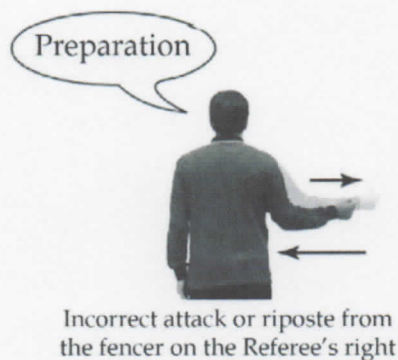 Preparation
Incorrect attack or riposte from
the fencer on the Referee's right